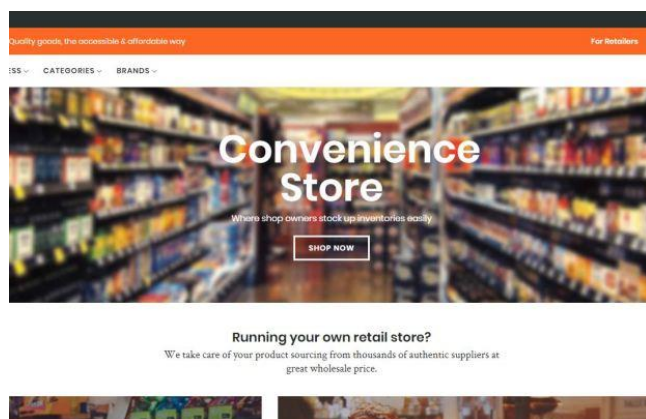 Quality goods, the accessible & affordable way
For Retailers
ESS CATEGORIES BRANDS
Convenience
Store
Where shop owners stock up inventories easily
SHOP NOW
Running your own retail store?
We take care of your product sourcing from thousands of authentic suppliers at
great wholesale price.